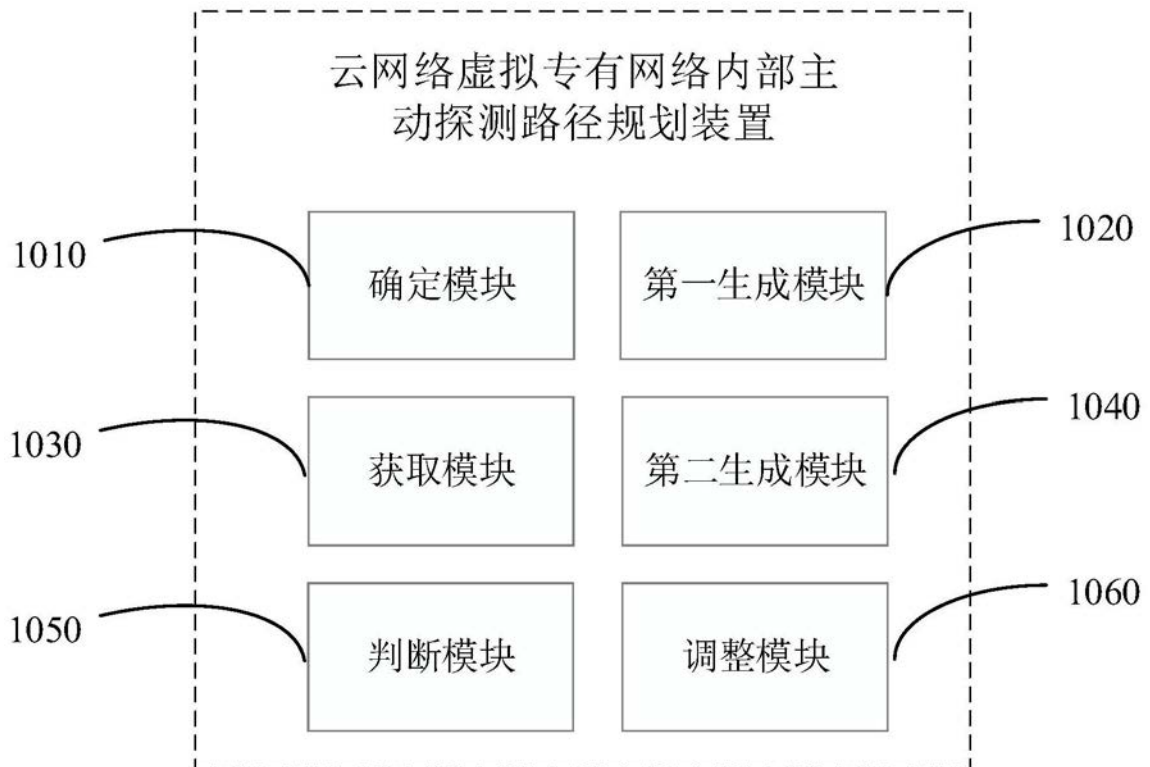 云网络虚拟专有网络内部主
动探测路径规划装置
1010
确定模块
第一生成模块
1020
1030
获取模块
第二生成模块
1040
1050
判断模块
调整模块
1060